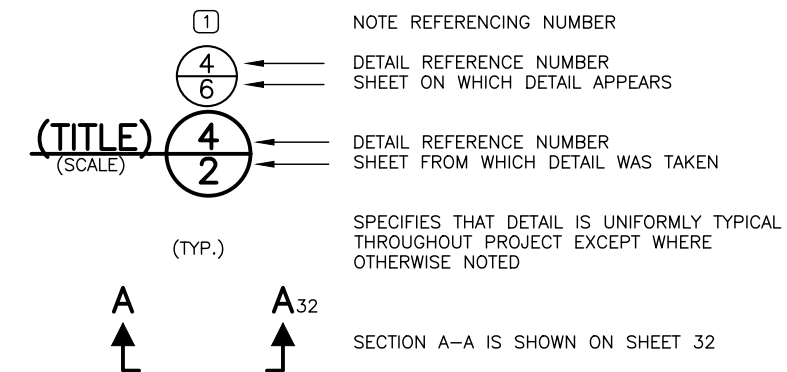 1 NOTE REFERENCING NUMBER
4 DETAIL REFERENCE NUMBER
6 SHEET ON WHICH DETAIL APPEARS
(TITLE) 4 DETAIL REFERENCE NUMBER
(SCALE) 2 SHEET FROM WHICH DETAIL WAS TAKEN
(TYP.) SPECIFIES THAT DETAIL IS UNIFORMLY TYPICAL
THROUGHOUT PROJECT EXCEPT WHERE
OTHERWISE NOTED
A A32
SECTION A-A IS SHOWN ON SHEET 32